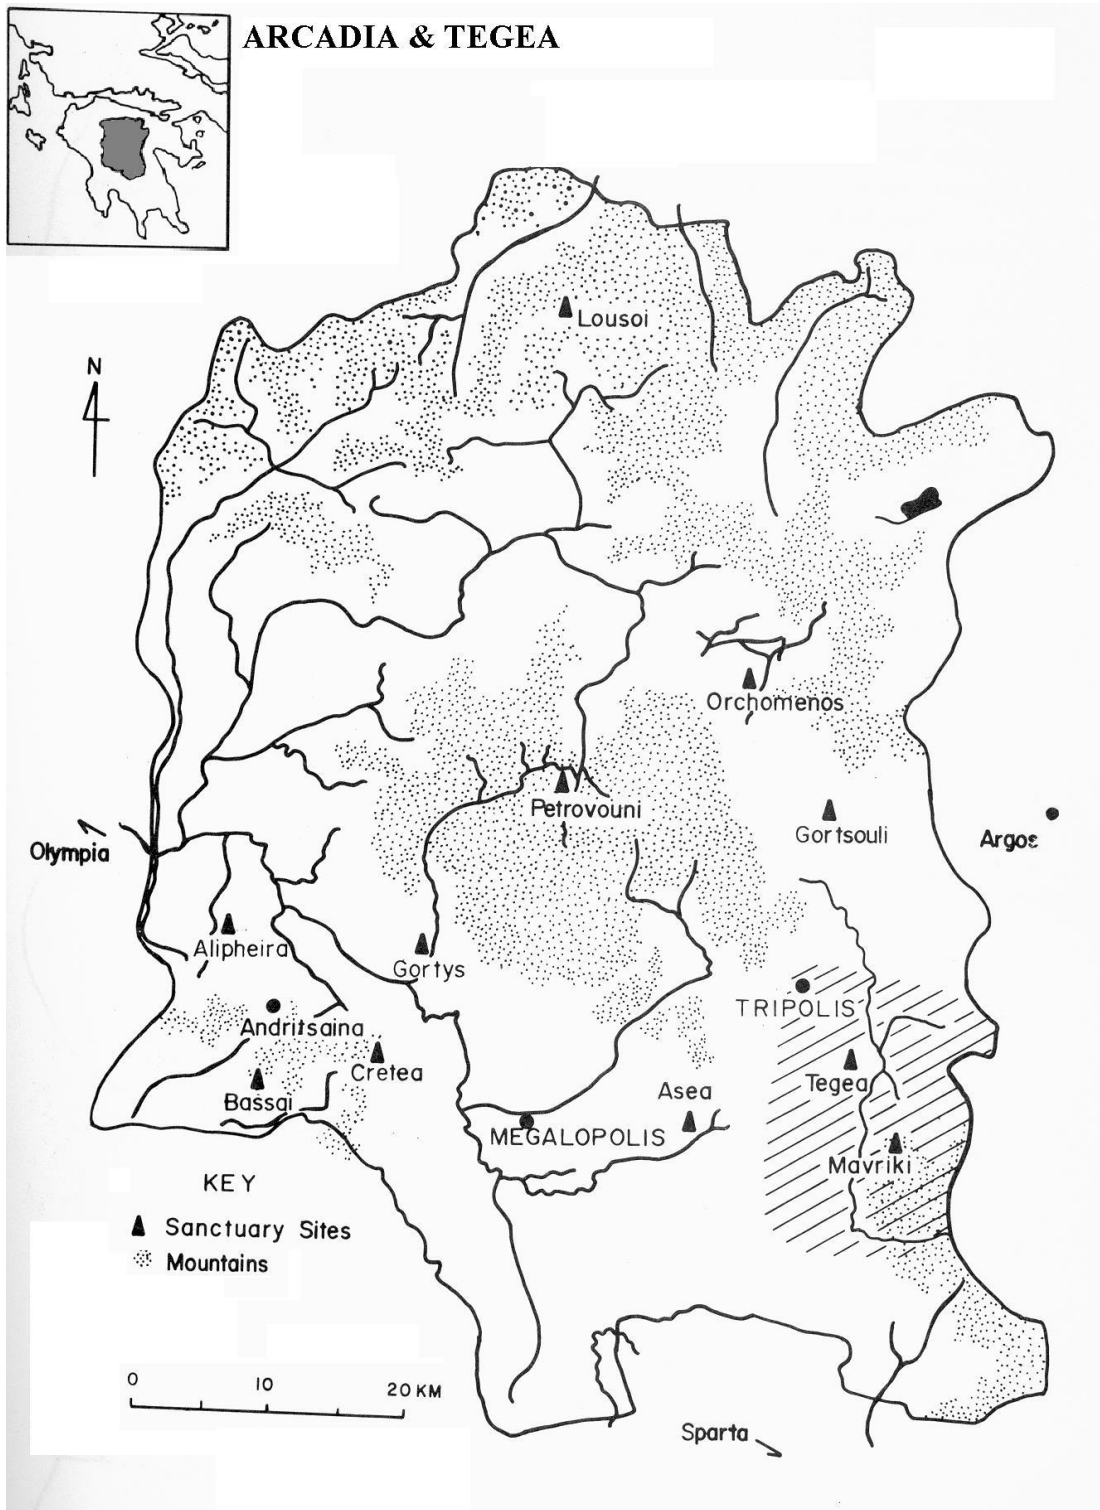 ARCADIA & TEGEA
N
Lousoi
Orchomenos
Petrovouni
Gortsouli
Argos
Olympia
Alipheira
Gortys
TRIPOLIS
Andritsaina
Cretea
Tegea
Asea
Bassai
MEGALOPOLIS
Mavriki
KEY
Sanctuary Sites
Mountains
0 10 20 KM
Sparta